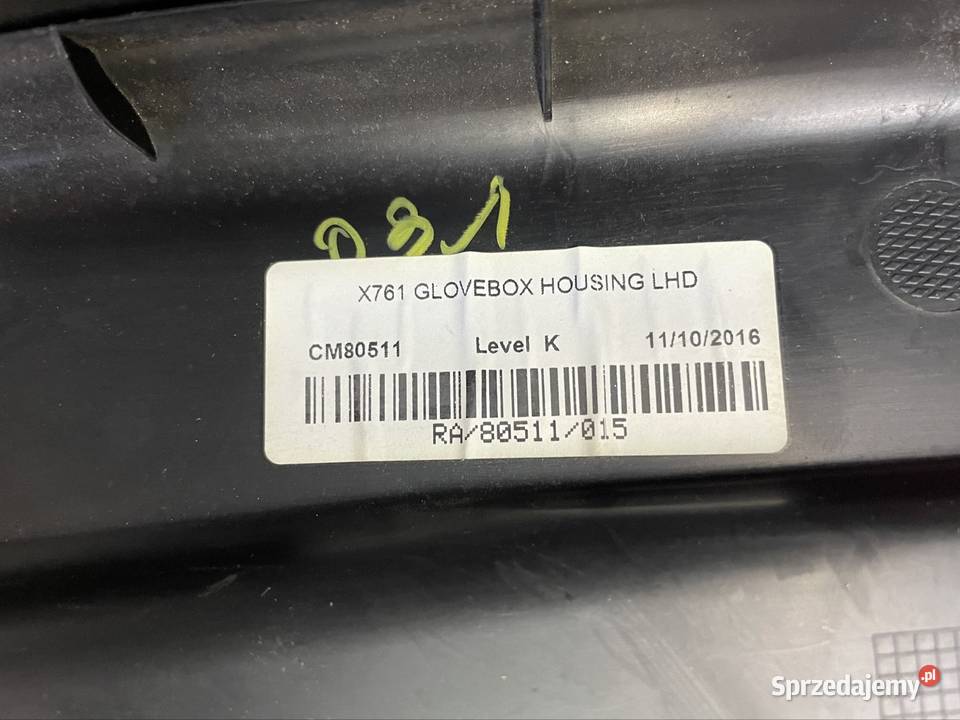 X761 GLOVEBOX HOUSING LHD
CM80511 Level K 11/10/2016
RA/80511/015
Sprzedajemy.pl